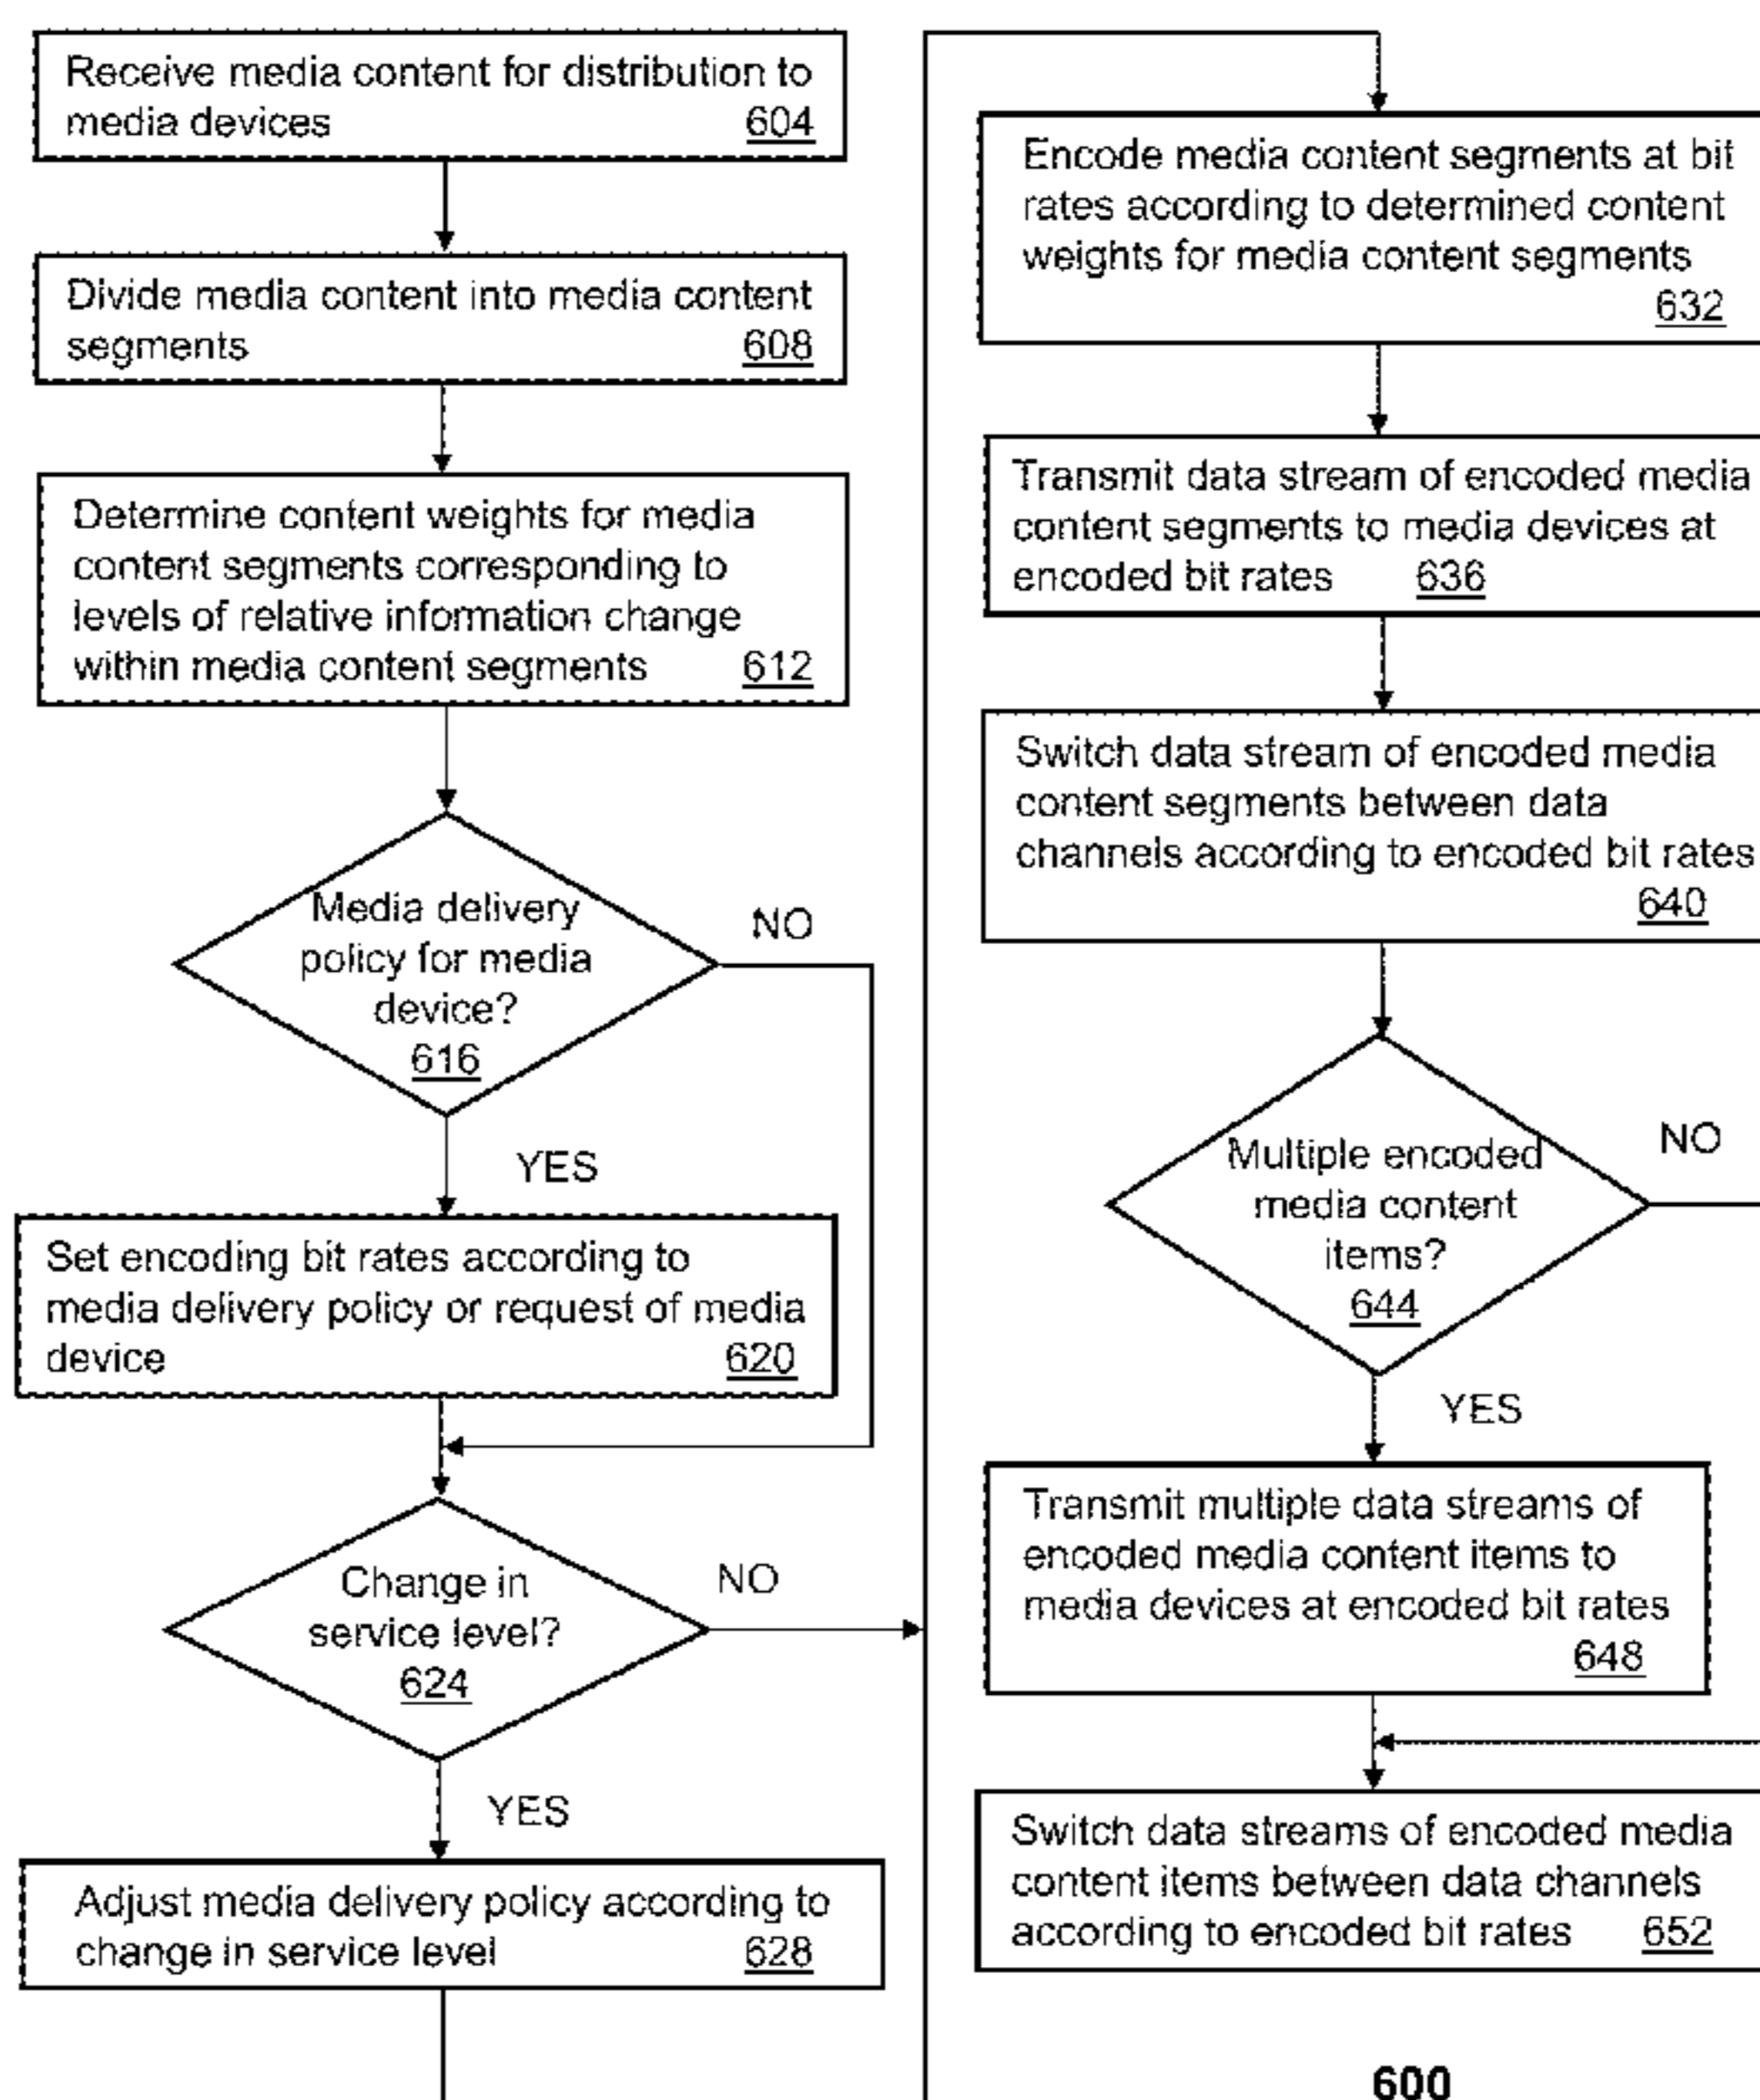 Receive media content for distribution to
media devices 604
Divide media content into media content
segments 608
Determine content weights for media
content segments corresponding to
levels of relative information change
within media content segments 612
Media delivery
policy for media
device?
616
NO
YES
Set encoding bit rates according to
media delivery policy or request of media
device 620
Change in
service level?
624
NO
YES
Adjust media delivery policy according to
change in service level 628
Encode media content segments at bit
rates according to determined content
weights for media content segments
632
Transmit data stream of encoded media
content segments to media devices at
encoded bit rates 636
Switch data stream of encoded media
content segments between data
channels according to encoded bit rates
640
Multiple encoded
media content
items?
644
NO
YES
Transmit multiple data streams of
encoded media content items to
media devices at encoded bit rates
648
Switch data streams of encoded media
content items between data channels
according to encoded bit rates 652
600